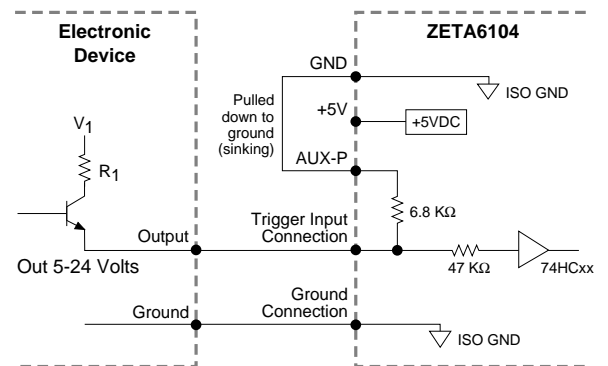 Electronic
Device
ZETA6104
GND
ISO GND
Pulled
down to
ground
(sinking)
+5V
+5VDC
AUX-P
V1
R1
6.8 KΩ
Output
Trigger Input
Connection
Out 5-24 Volts
47 KΩ
74HCxx
Ground
Ground
Connection
ISO GND